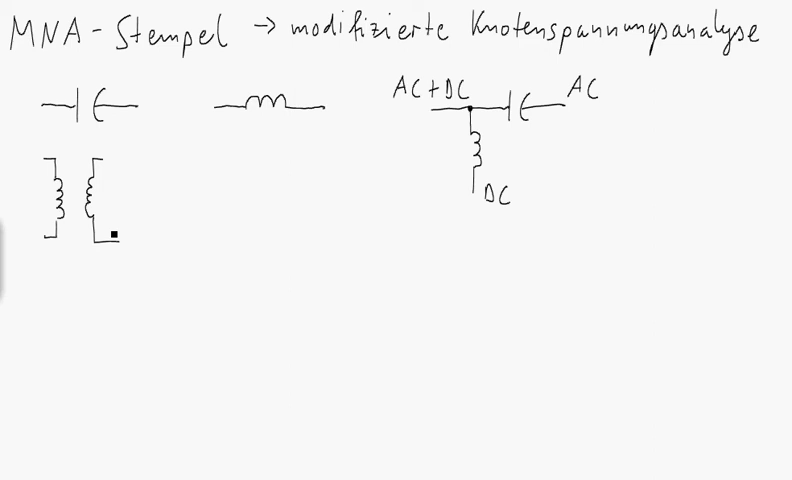 MNA - Stempel → modifizierte Knotenspannungsanalyse
AC + DC
AC
DC